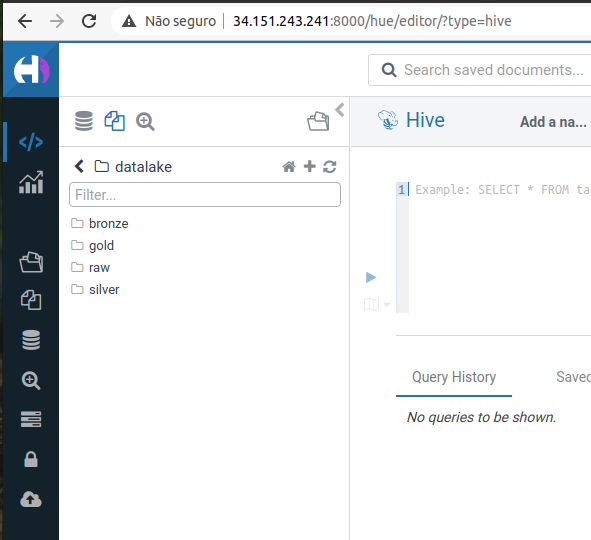 Não seguro | 34.151.243.241:8000/hue/editor/?type=hive
Search saved documents...
Hive
Add a na...
datalake
Filter...
bronze
gold
raw
silver
1
Example: SELECT * FROM ta
Query History
Saved
No queries to be shown.